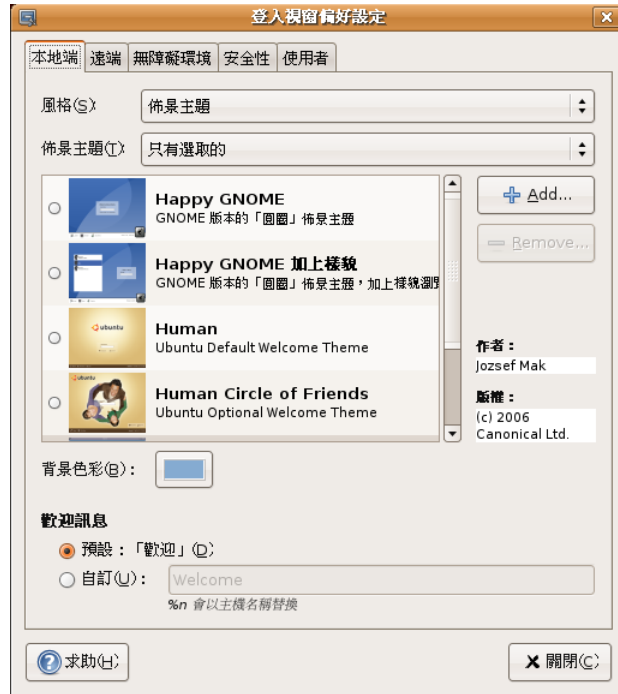 登入視窗偏好設定
本地端 遠端 無障礙環境 安全性 使用者
風格(S): 佈景主題
佈景主題(T): 只有選取的
Happy GNOME
GNOME 版本的「圓圈」佈景主題
Happy GNOME 加上樣貌
GNOME 版本的「圓圈」佈景主題，加上樣貌瀏覽
ubuntu
Human
Ubuntu Default Welcome Theme
Human Circle of Friends
Ubuntu Optional Welcome Theme
Add...
Remove...
作者：
Jozsef Mak
版權：
(c) 2006
Canonical Ltd.
背景色彩(B)：
歡迎訊息
預設：「歡迎」(D)
自訂(U)： Welcome
%n 會以主機名稱替換
求助(H) 關閉(C)